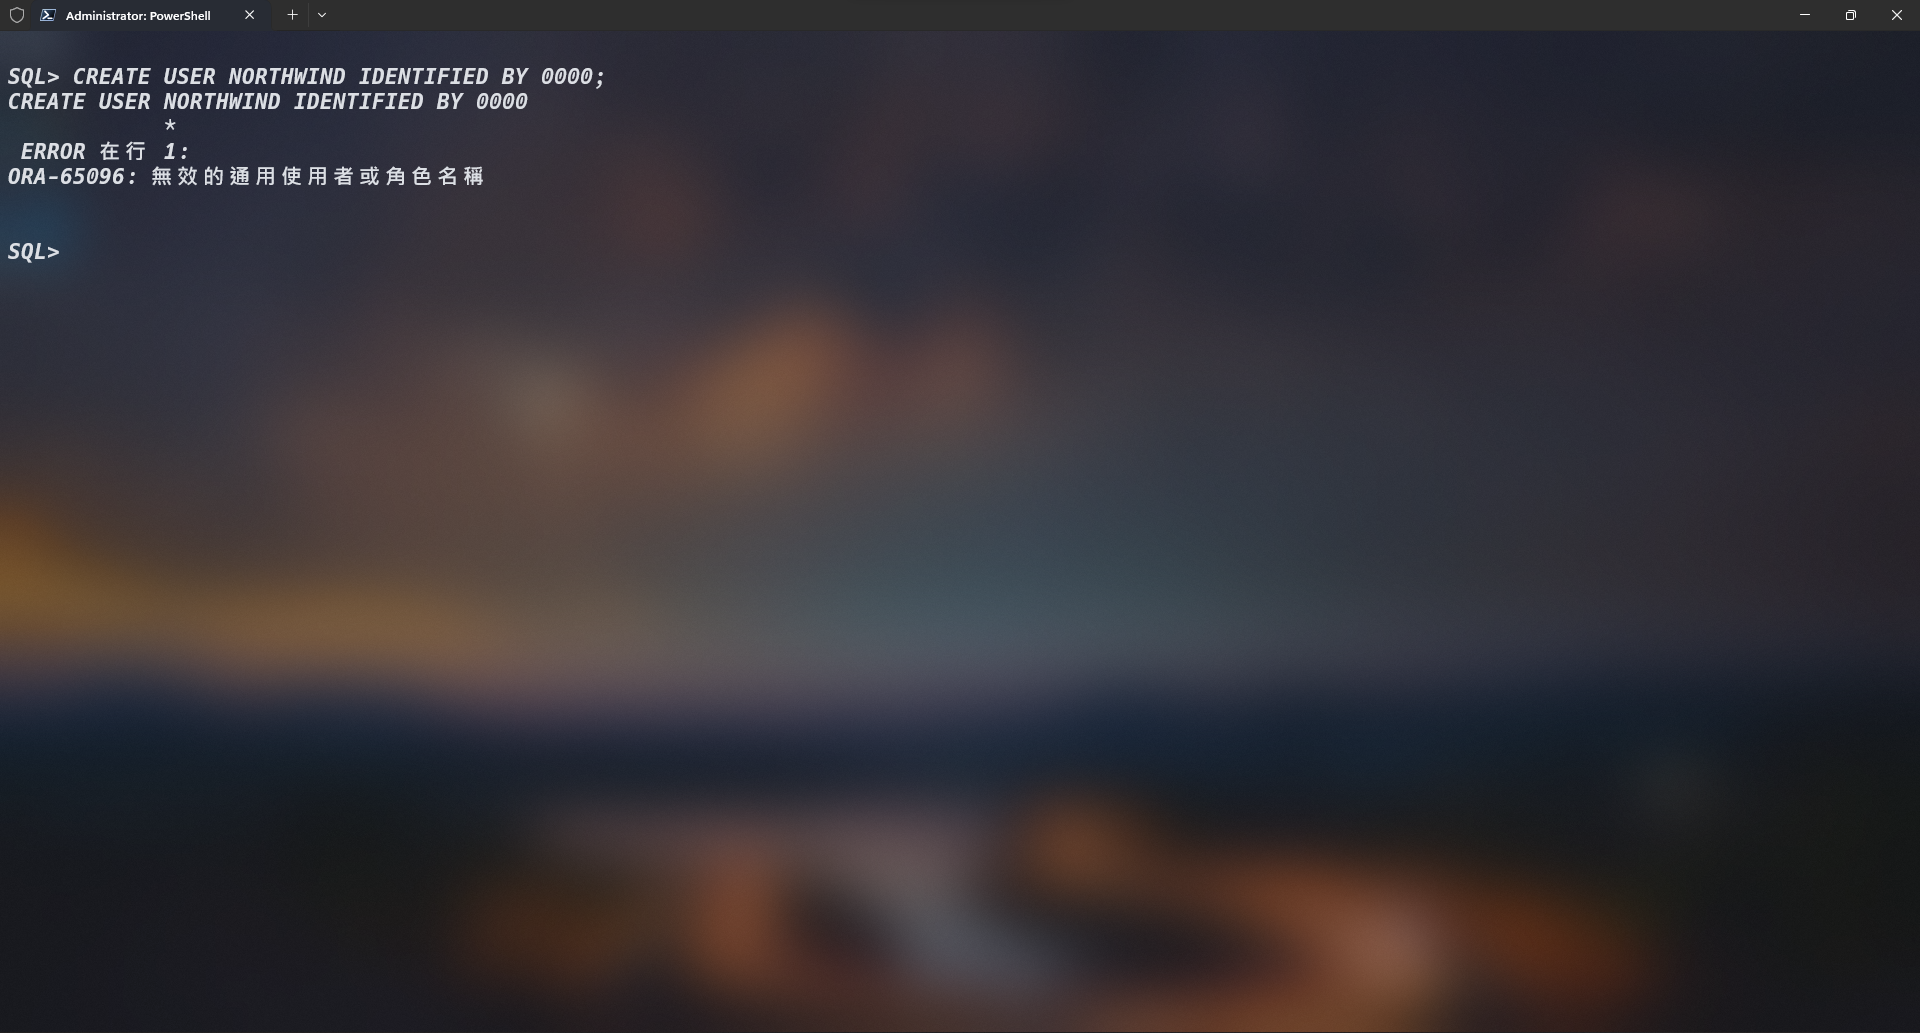 Administrator: PowerShell
SQL> CREATE USER NORTHWIND IDENTIFIED BY 0000;
CREATE USER NORTHWIND IDENTIFIED BY 0000
*
ERROR 在行 1:
ORA-65096: 無效的通用使用者或角色名稱
SQL>